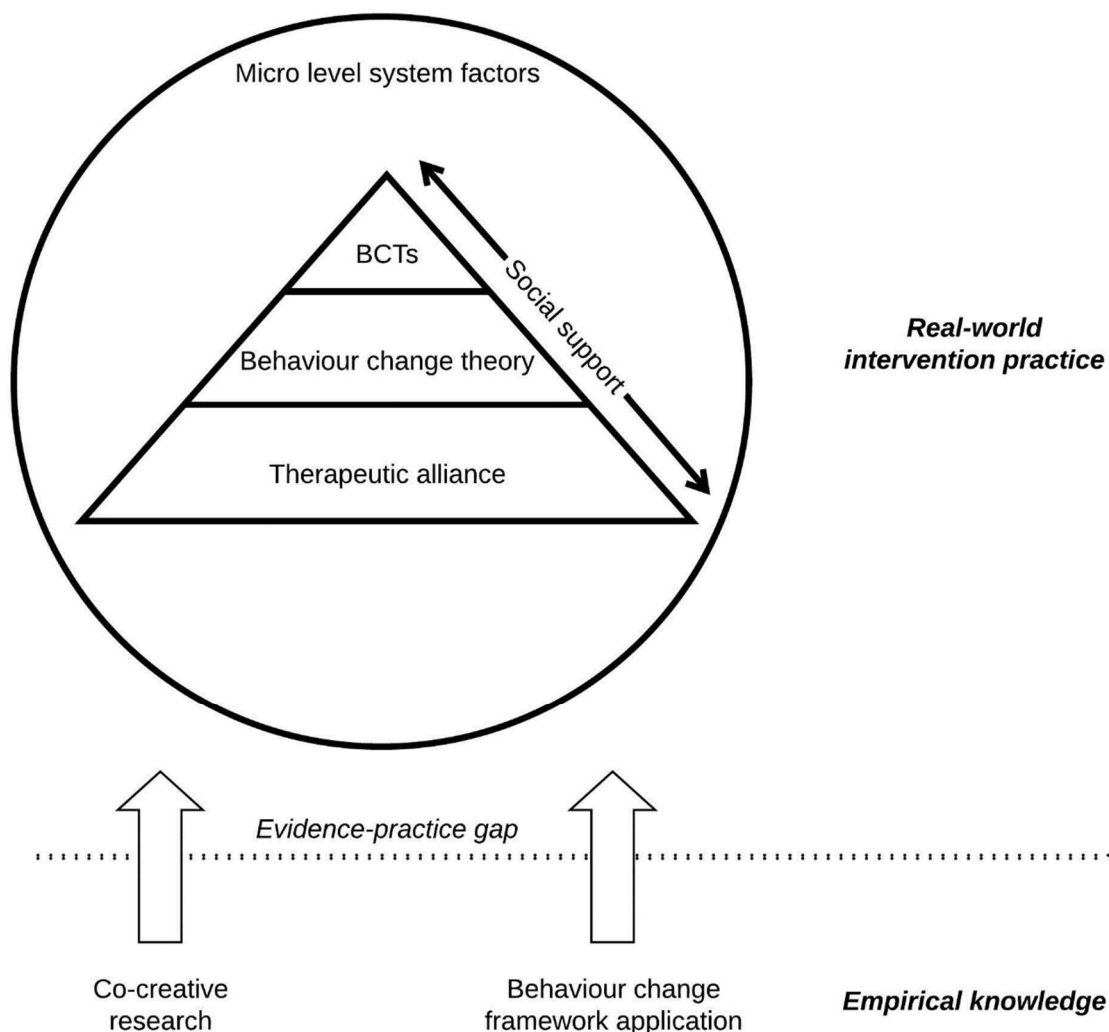 Micro level system factors
BCTs
Social support
Behaviour change theory
Therapeutic alliance
Real-world
intervention practice
Evidence-practice gap
Co-creative
research
Behaviour change
framework application
Empirical knowledge